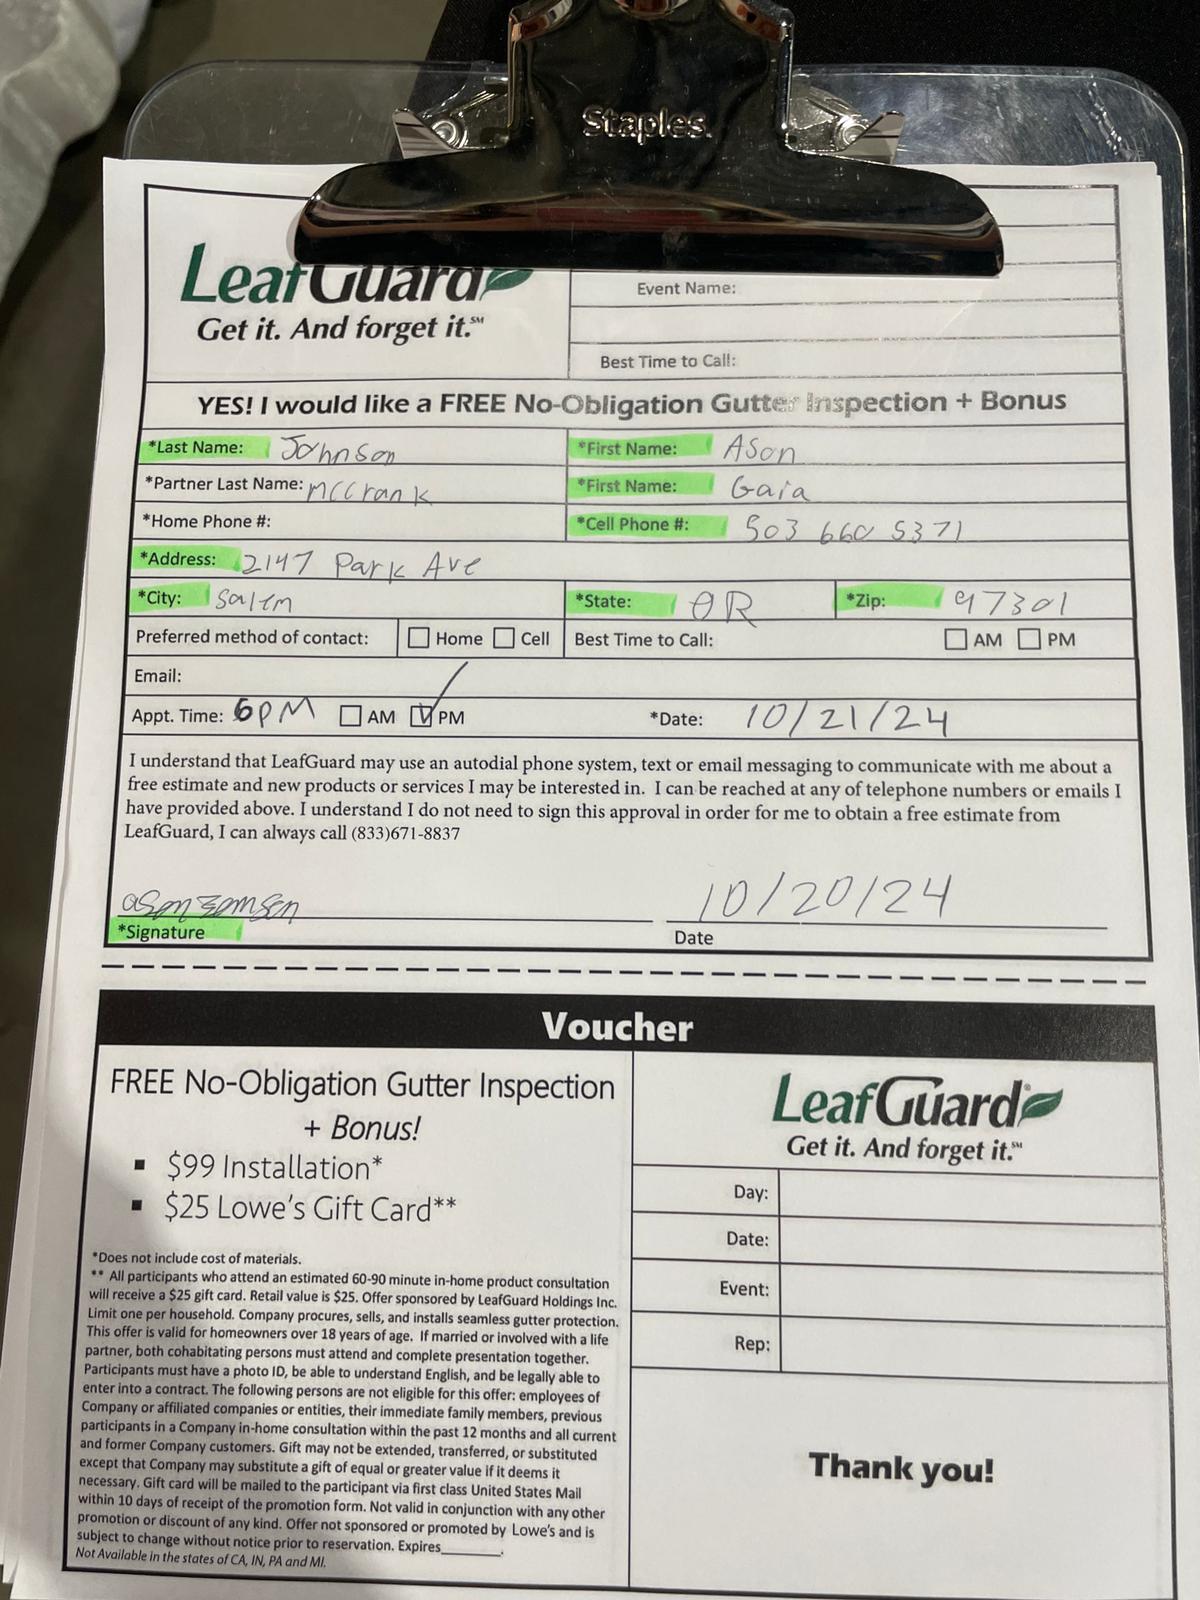 Staples
LeafGuard
Get it. And forget it.℠
Event Name:
Best Time to Call:
YES! I would like a FREE No-Obligation Gutter Inspection + Bonus
*Last Name: Johnson *First Name: Ason
*Partner Last Name: McCrank *First Name: Gaia
*Home Phone #: *Cell Phone #: 503 660 5371
*Address: 2147 Park Ave
*City: Salem *State: OR *Zip: 97301
Preferred method of contact: Home Cell Best Time to Call: AM PM
Email:
Appt. Time: 6PM AM PM *Date: 10/21/24
I understand that LeafGuard may use an autodial phone system, text or email messaging to communicate with me about a
free estimate and new products or services I may be interested in. I can be reached at any of telephone numbers or emails I
have provided above. I understand I do not need to sign this approval in order for me to obtain a free estimate from
LeafGuard, I can always call (833)671-8837
10/20/24
*Signature Date
Voucher
FREE No-Obligation Gutter Inspection
+ Bonus!
▪ $99 Installation*
▪ $25 Lowe's Gift Card**
*Does not include cost of materials.
** All participants who attend an estimated 60-90 minute in-home product consultation
will receive a $25 gift card. Retail value is $25. Offer sponsored by LeafGuard Holdings Inc.
Limit one per household. Company procures, sells, and installs seamless gutter protection.
This offer is valid for homeowners over 18 years of age. If married or involved with a life
partner, both cohabitating persons must attend and complete presentation together.
Participants must have a photo ID, be able to understand English, and be legally able to
enter into a contract. The following persons are not eligible for this offer: employees of
Company or affiliated companies or entities, their immediate family members, previous
participants in a Company in-home consultation within the past 12 months and all current
and former Company customers. Gift may not be extended, transferred, or substituted
except that Company may substitute a gift of equal or greater value if it deems it
necessary. Gift card will be mailed to the participant via first class United States Mail
within 10 days of receipt of the promotion form. Not valid in conjunction with any other
promotion or discount of any kind. Offer not sponsored or promoted by Lowe's and is
subject to change without notice prior to reservation. Expires________.
Not Available in the states of CA, IN, PA and MI.
LeafGuard®
Get it. And forget it.℠
Day:
Date:
Event:
Rep:
Thank you!